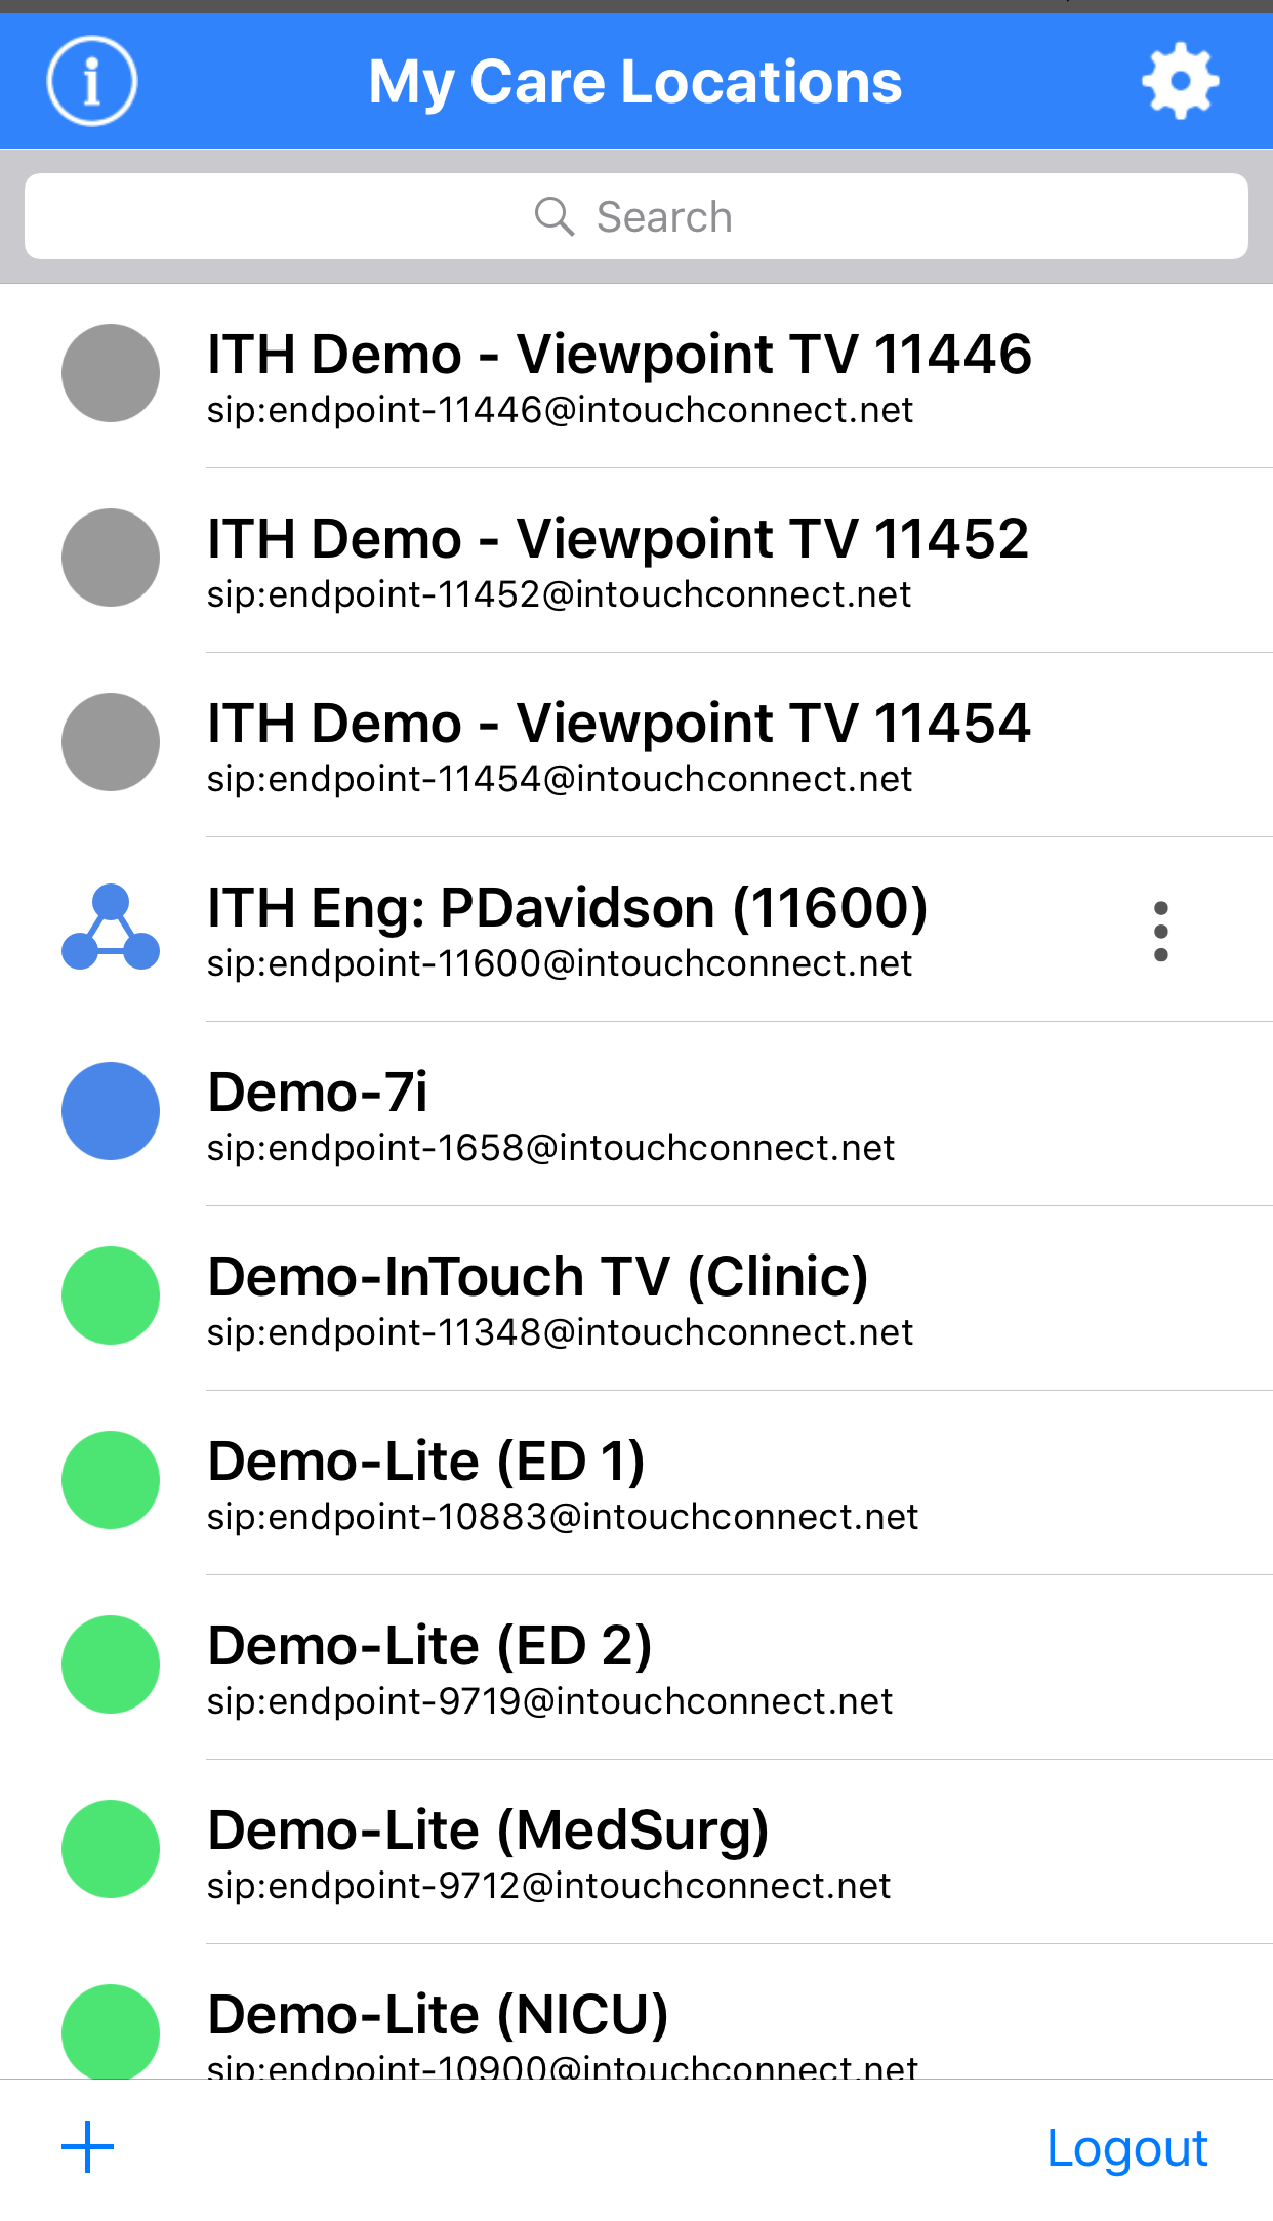 My Care Locations
Search
ITH Demo - Viewpoint TV 11446
sip:endpoint-11446@intouchconnect.net
ITH Demo - Viewpoint TV 11452
sip:endpoint-11452@intouchconnect.net
ITH Demo - Viewpoint TV 11454
sip:endpoint-11454@intouchconnect.net
ITH Eng: PDavidson (11600)
sip:endpoint-11600@intouchconnect.net
Demo-7i
sip:endpoint-1658@intouchconnect.net
Demo-InTouch TV (Clinic)
sip:endpoint-11348@intouchconnect.net
Demo-Lite (ED 1)
sip:endpoint-10883@intouchconnect.net
Demo-Lite (ED 2)
sip:endpoint-9719@intouchconnect.net
Demo-Lite (MedSurg)
sip:endpoint-9712@intouchconnect.net
Demo-Lite (NICU)
sip:endpoint-10900@intouchconnect.net
Logout